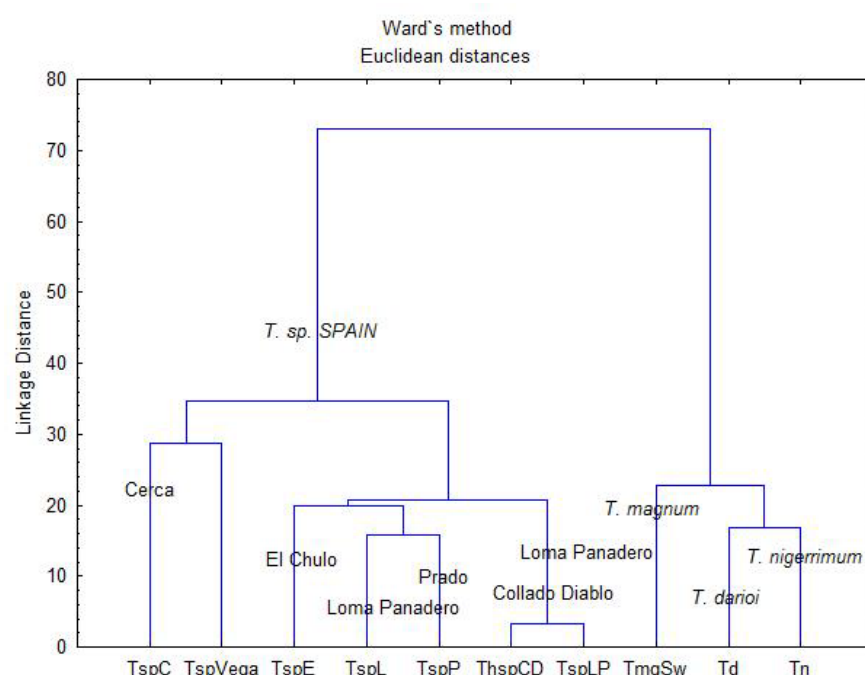 Ward`s method
Euclidean distances
80
70
60
50
40
30
20
10
0
Linkage Distance
T. sp. SPAIN
Cerca
El Chulo
Loma Panadero
Prado
Loma Panadero
Collado Diablo
T. magnum
T. darioi
T. nigerrimum
TspC TspVega TspE TspL TspP ThspCD TspLP TmgSw Td Tn